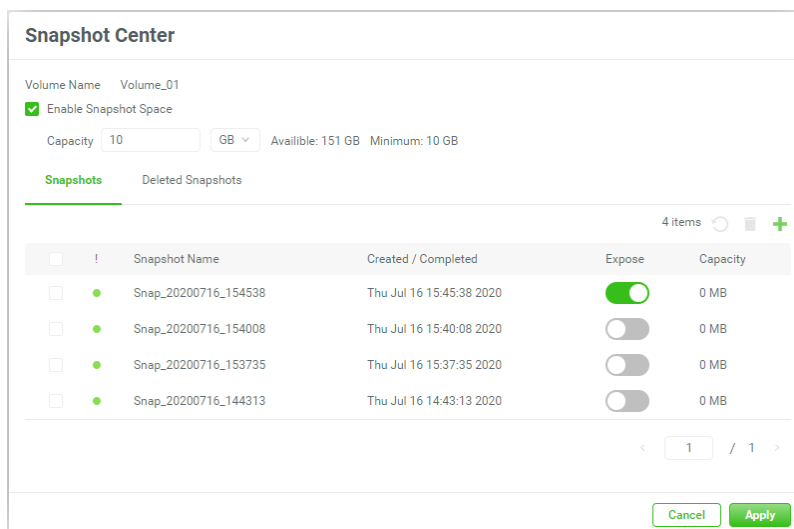 Snapshot Center
Volume Name Volume_01
Enable Snapshot Space
Capacity 10 GB Availible: 151 GB Minimum: 10 GB
Snapshots Deleted Snapshots
4 items
! Snapshot Name Created / Completed Expose Capacity
Snap_20200716_154538 Thu Jul 16 15:45:38 2020 0 MB
Snap_20200716_154008 Thu Jul 16 15:40:08 2020 0 MB
Snap_20200716_153735 Thu Jul 16 15:37:35 2020 0 MB
Snap_20200716_144313 Thu Jul 16 14:43:13 2020 0 MB
< 1 / 1 >
Cancel Apply